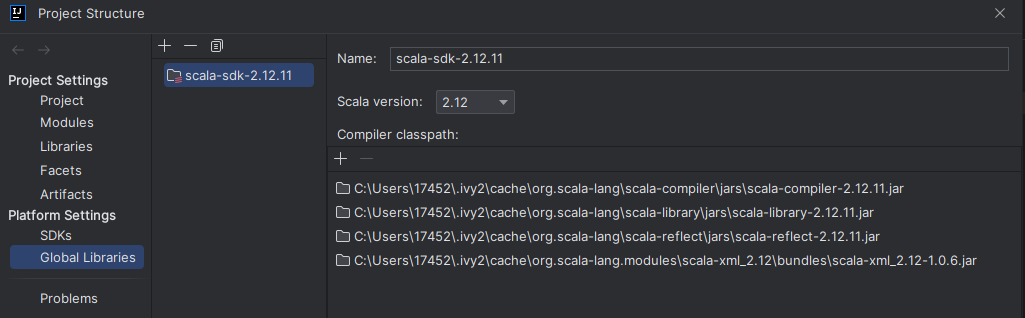 IJ
Project Structure
Project Settings
Project
Modules
Libraries
Facets
Artifacts
Platform Settings
SDKs
Global Libraries
Problems
scala-sdk-2.12.11
Name: scala-sdk-2.12.11
Scala version: 2.12
Compiler classpath:
C:\Users\17452\.ivy2\cache\org.scala-lang\scala-compiler\jars\scala-compiler-2.12.11.jar
C:\Users\17452\.ivy2\cache\org.scala-lang\scala-library\jars\scala-library-2.12.11.jar
C:\Users\17452\.ivy2\cache\org.scala-lang\scala-reflect\jars\scala-reflect-2.12.11.jar
C:\Users\17452\.ivy2\cache\org.scala-lang.modules\scala-xml_2.12\bundles\scala-xml_2.12-1.0.6.jar